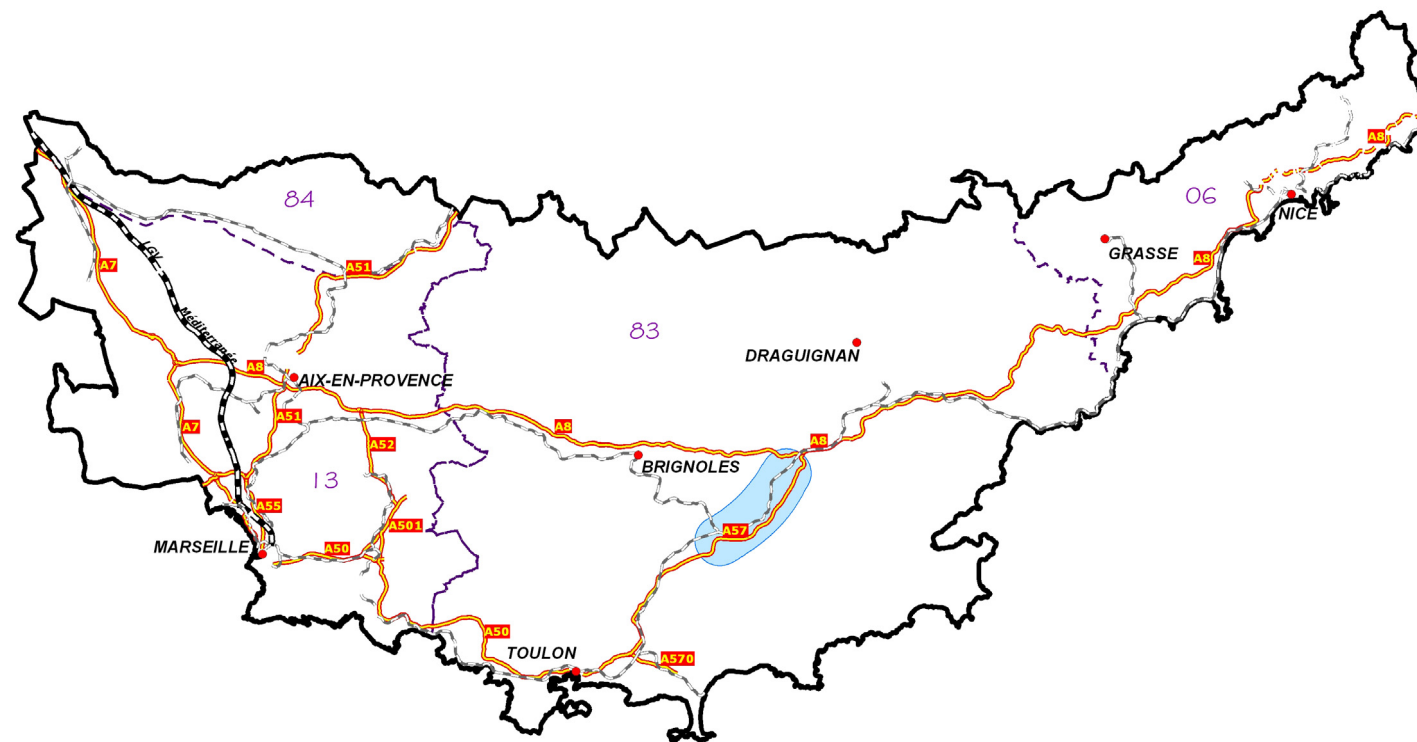 A8
84
06
NICE
GRASSE
A8
A7
LGV
A51
Méditerranée
83
DRAGUIGNAN
A8
AIX-EN-PROVENCE
A51
A7
A52
A8
A8
BRIGNOLES
13
A55
A501
A57
MARSEILLE
A50
A50
TOULON
A570